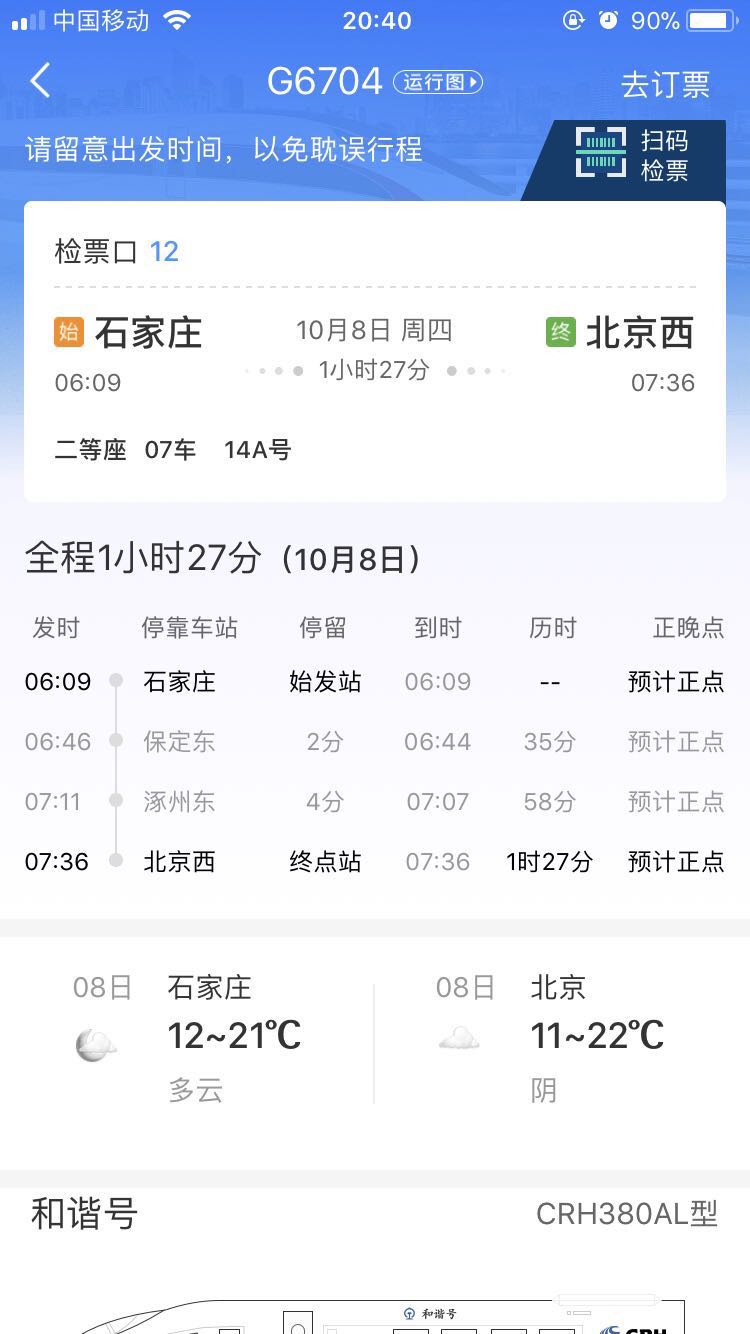 中国移动 20:40 90%
G6704 运行图 去订票
请留意出发时间，以免耽误行程 扫码
检票
检票口 12
始 石家庄 10月8日 周四 终 北京西
06:09 1小时27分 07:36
二等座 07车 14A号
全程1小时27分（10月8日）
发时 停靠车站 停留 到时 历时 正晚点
06:09 石家庄 始发站 06:09 -- 预计正点
06:46 保定东 2分 06:44 35分 预计正点
07:11 涿州东 4分 07:07 58分 预计正点
07:36 北京西 终点站 07:36 1时27分 预计正点
08日 石家庄 08日 北京
12~21℃ 11~22℃
多云 阴
和谐号 CRH380AL型
和谐号
CRH